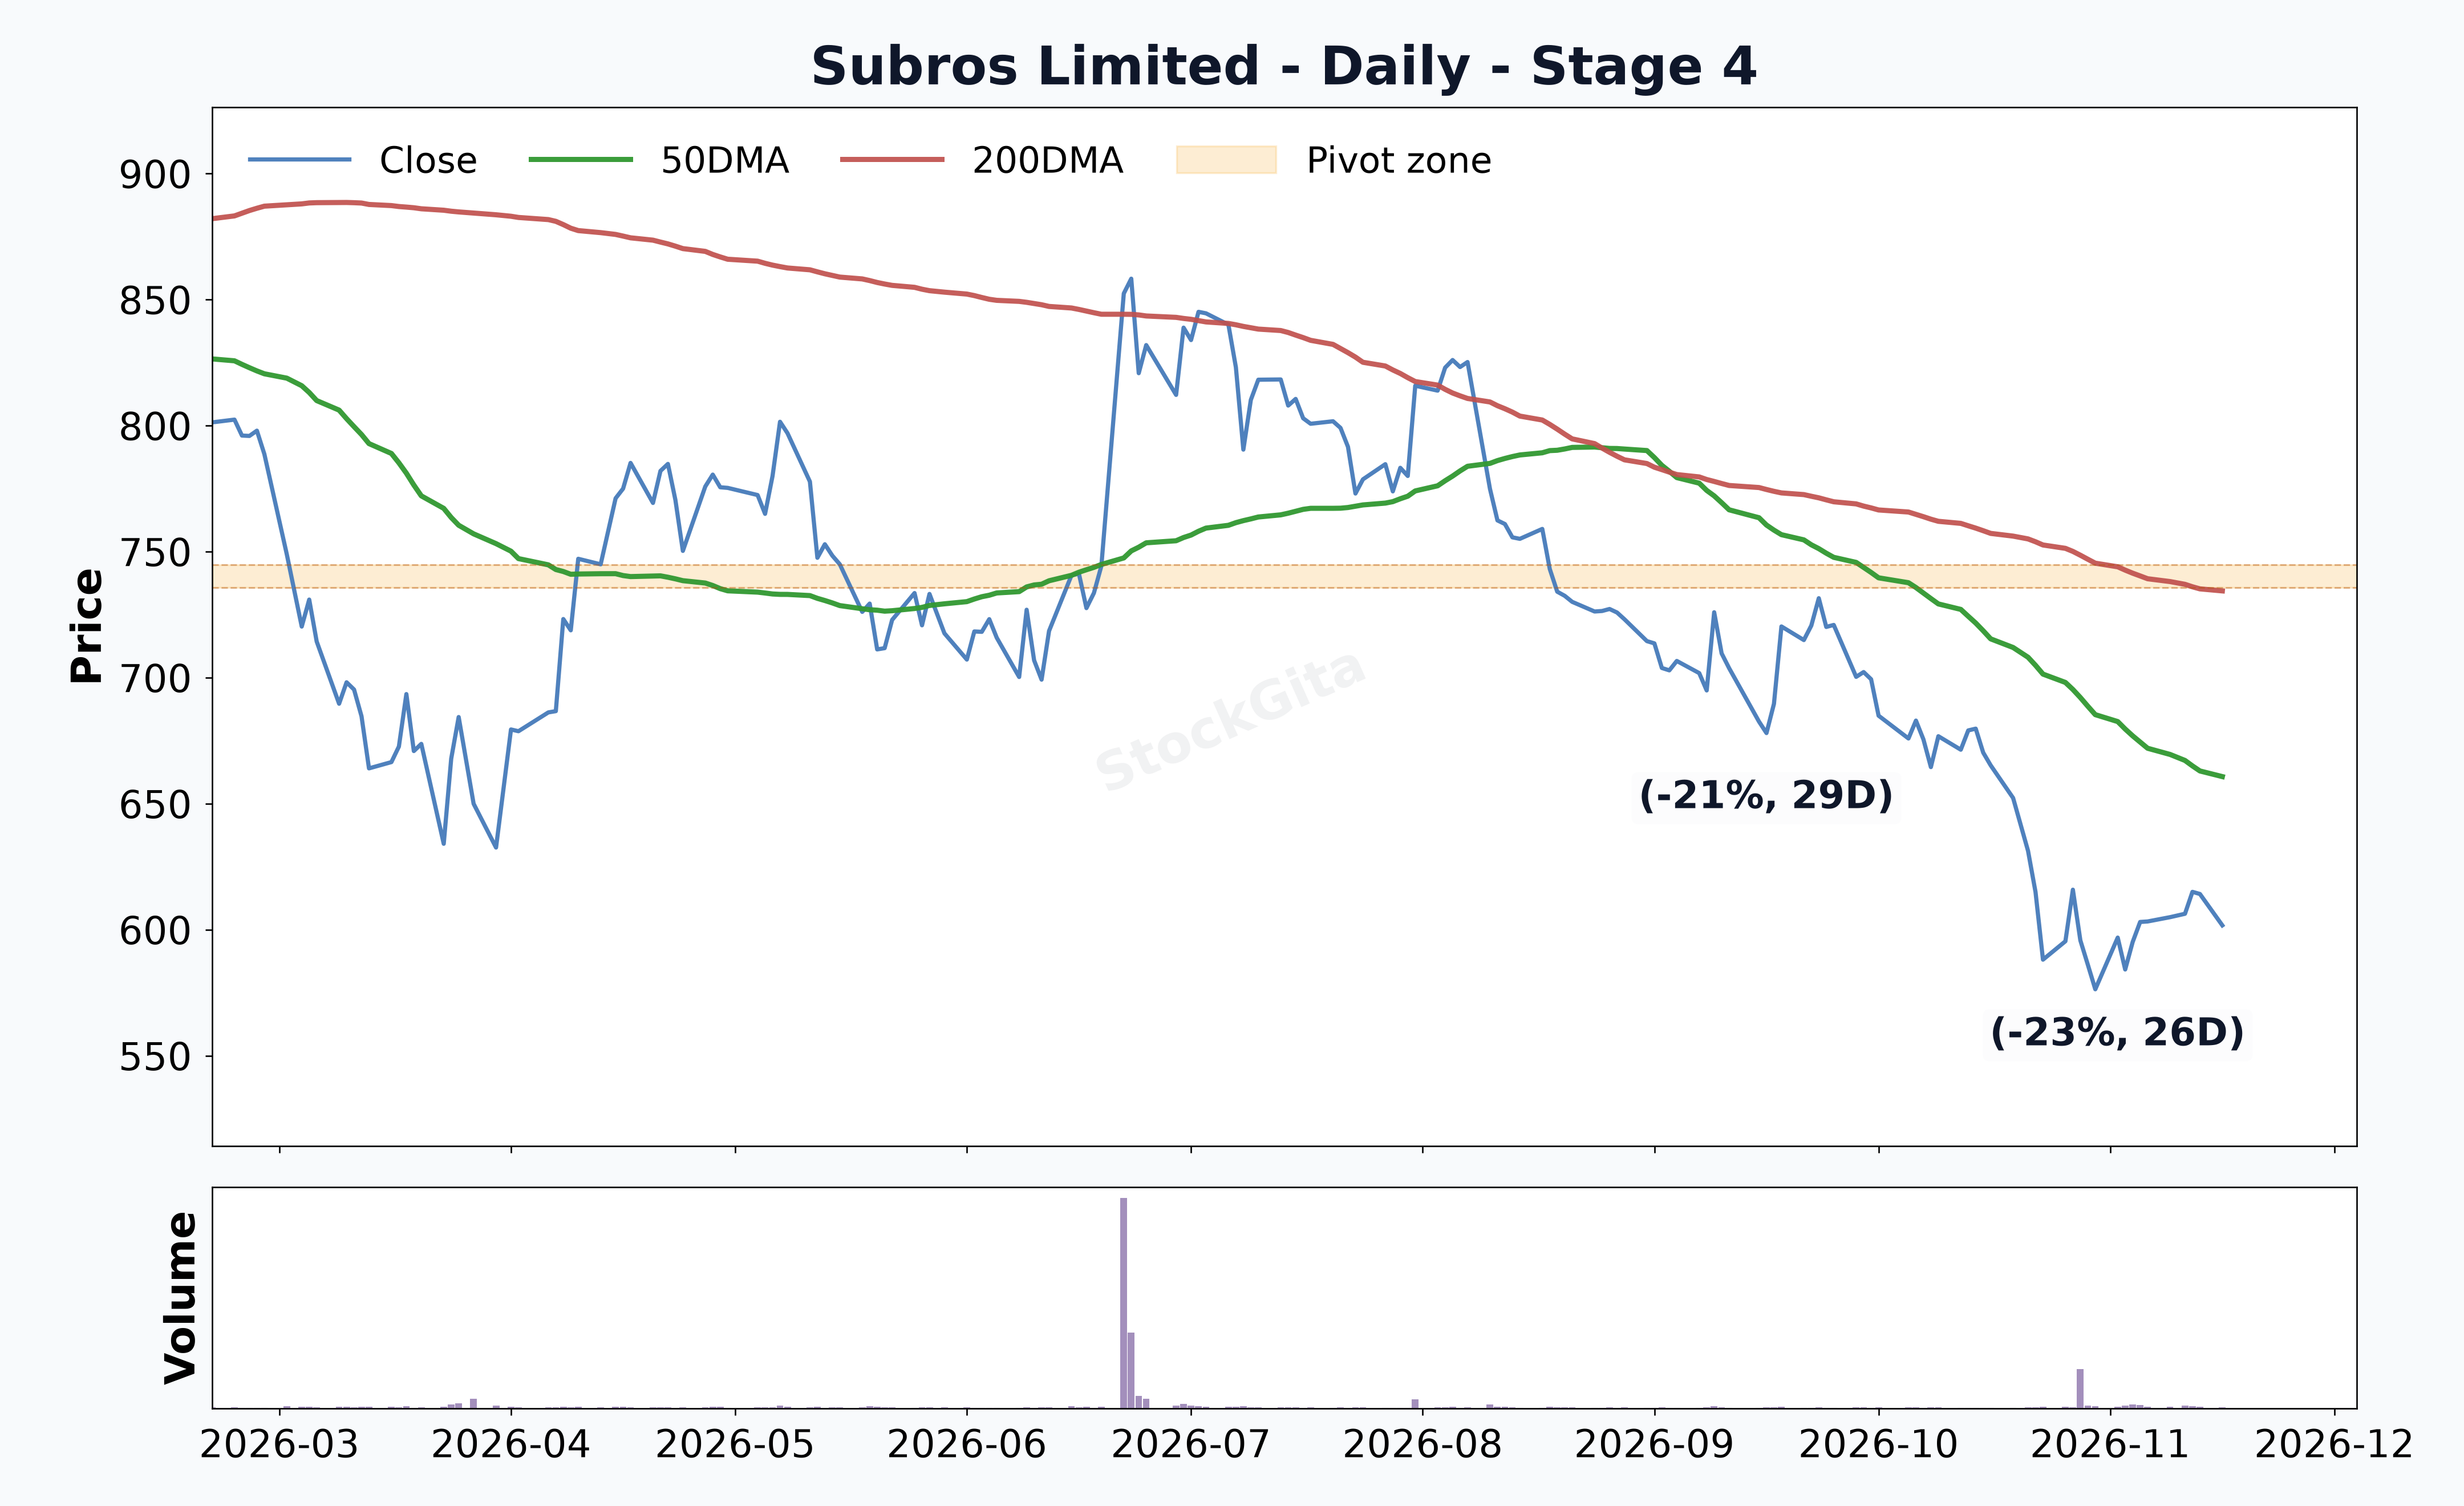 Subros Limited - Daily - Stage 4
Close 50DMA 200DMA Pivot zone
Price
900
850
800
750
700
650
600
550
StockGita
(-21%, 29D)
(-23%, 26D)
Volume
2026-03 2026-04 2026-05 2026-06 2026-07 2026-08 2026-09 2026-10 2026-11 2026-12